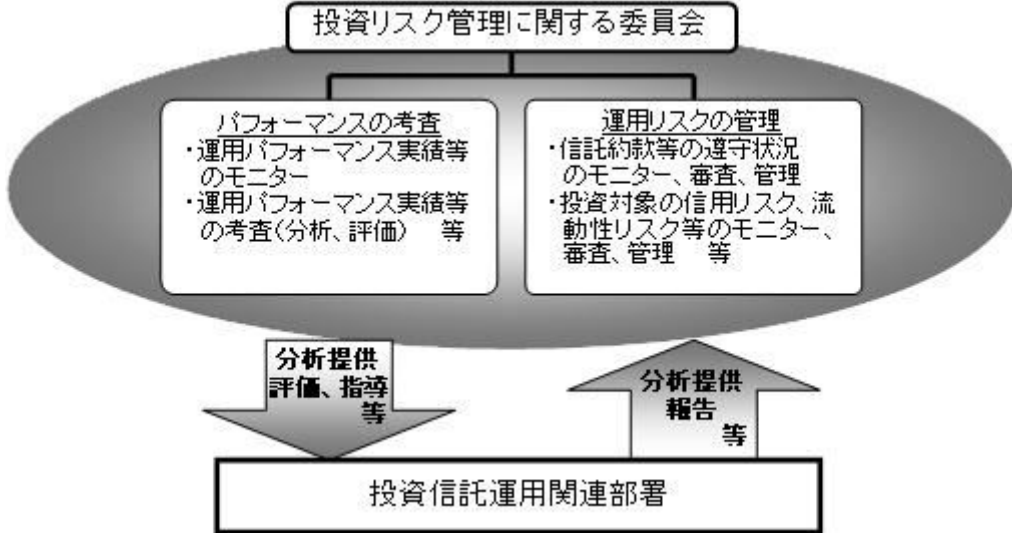 投資リスク管理に関する委員会
パフォーマンスの考査
・運用パフォーマンス実績等
のモニター
・運用パフォーマンス実績等
の考査(分析、評価) 等
運用リスクの管理
・信託約款等の遵守状況
のモニター、審査、管理
・投資対象の信用リスク、流
動性リスク等のモニター、
審査、管理 等
分析提供
評価、指導
等
分析提供
報告
等
投資信託運用関連部署